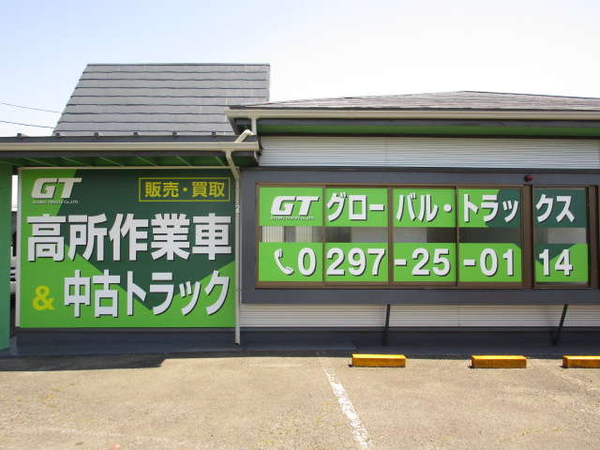 GT
販売・買取
高所作業車
&中古トラック
GT グローバル・トラックス
0297-25-0114